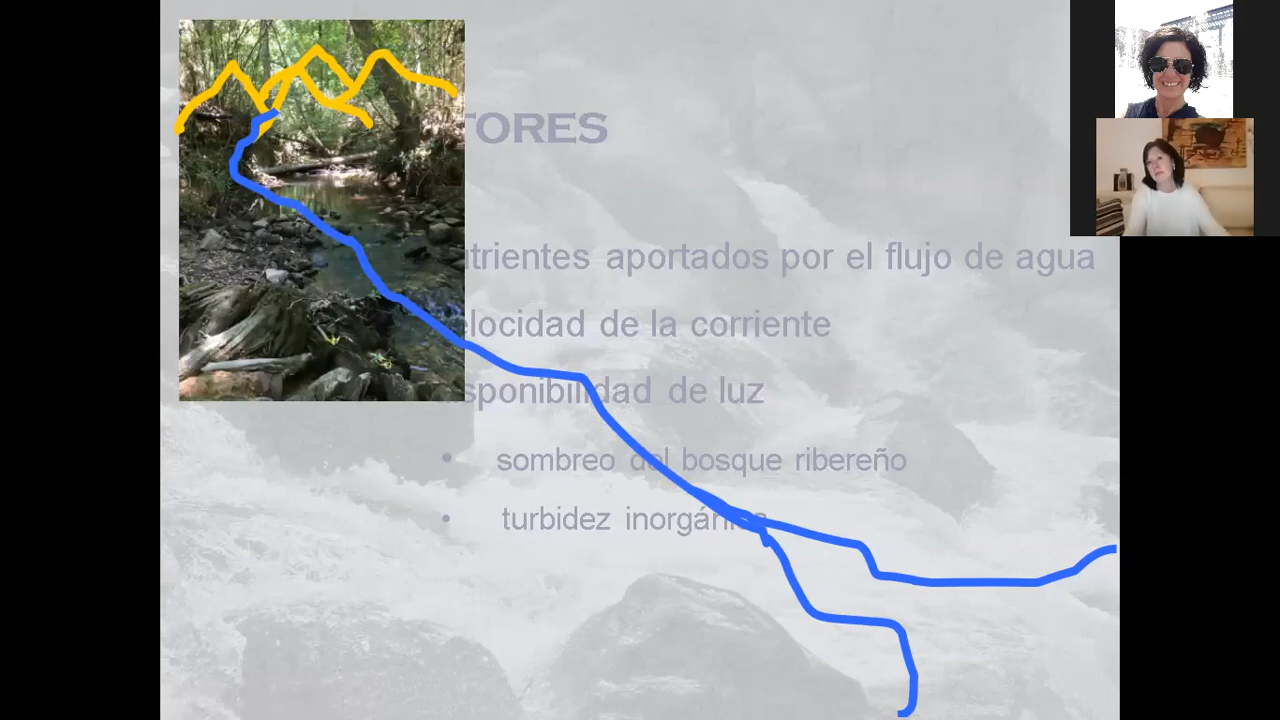 TORES
trientes aportados por el flujo de agua
elocidad de la corriente
sponibilidad de luz
• sombreo del bosque ribereño
• turbidez inorgánica